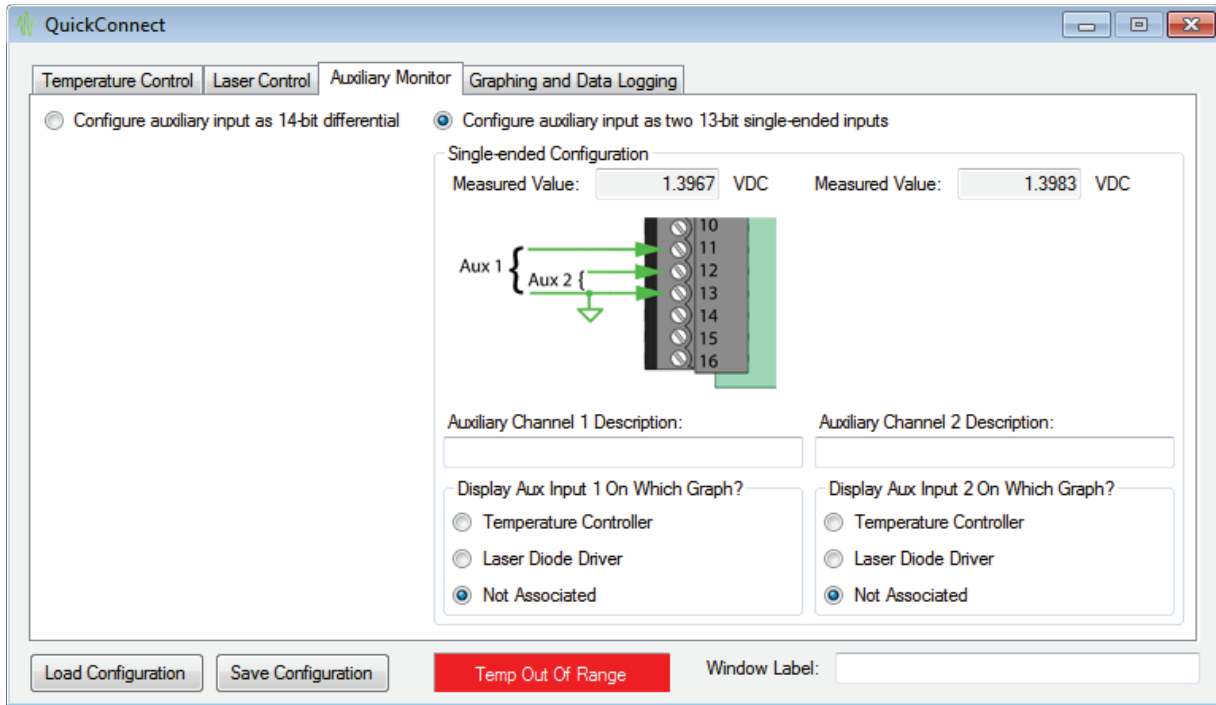 QuickConnect
Temperature Control Laser Control Auxiliary Monitor Graphing and Data Logging
Configure auxiliary input as 14-bit differential Configure auxiliary input as two 13-bit single-ended inputs
Single-ended Configuration
Measured Value: 1.3967 VDC Measured Value: 1.3983 VDC
10
11
Aux 1 { 12
Aux 2 { 13
14
15
16
Auxiliary Channel 1 Description: Auxiliary Channel 2 Description:
Display Aux Input 1 On Which Graph? Display Aux Input 2 On Which Graph?
Temperature Controller Temperature Controller
Laser Diode Driver Laser Diode Driver
Not Associated Not Associated
Load Configuration Save Configuration Temp Out Of Range Window Label: